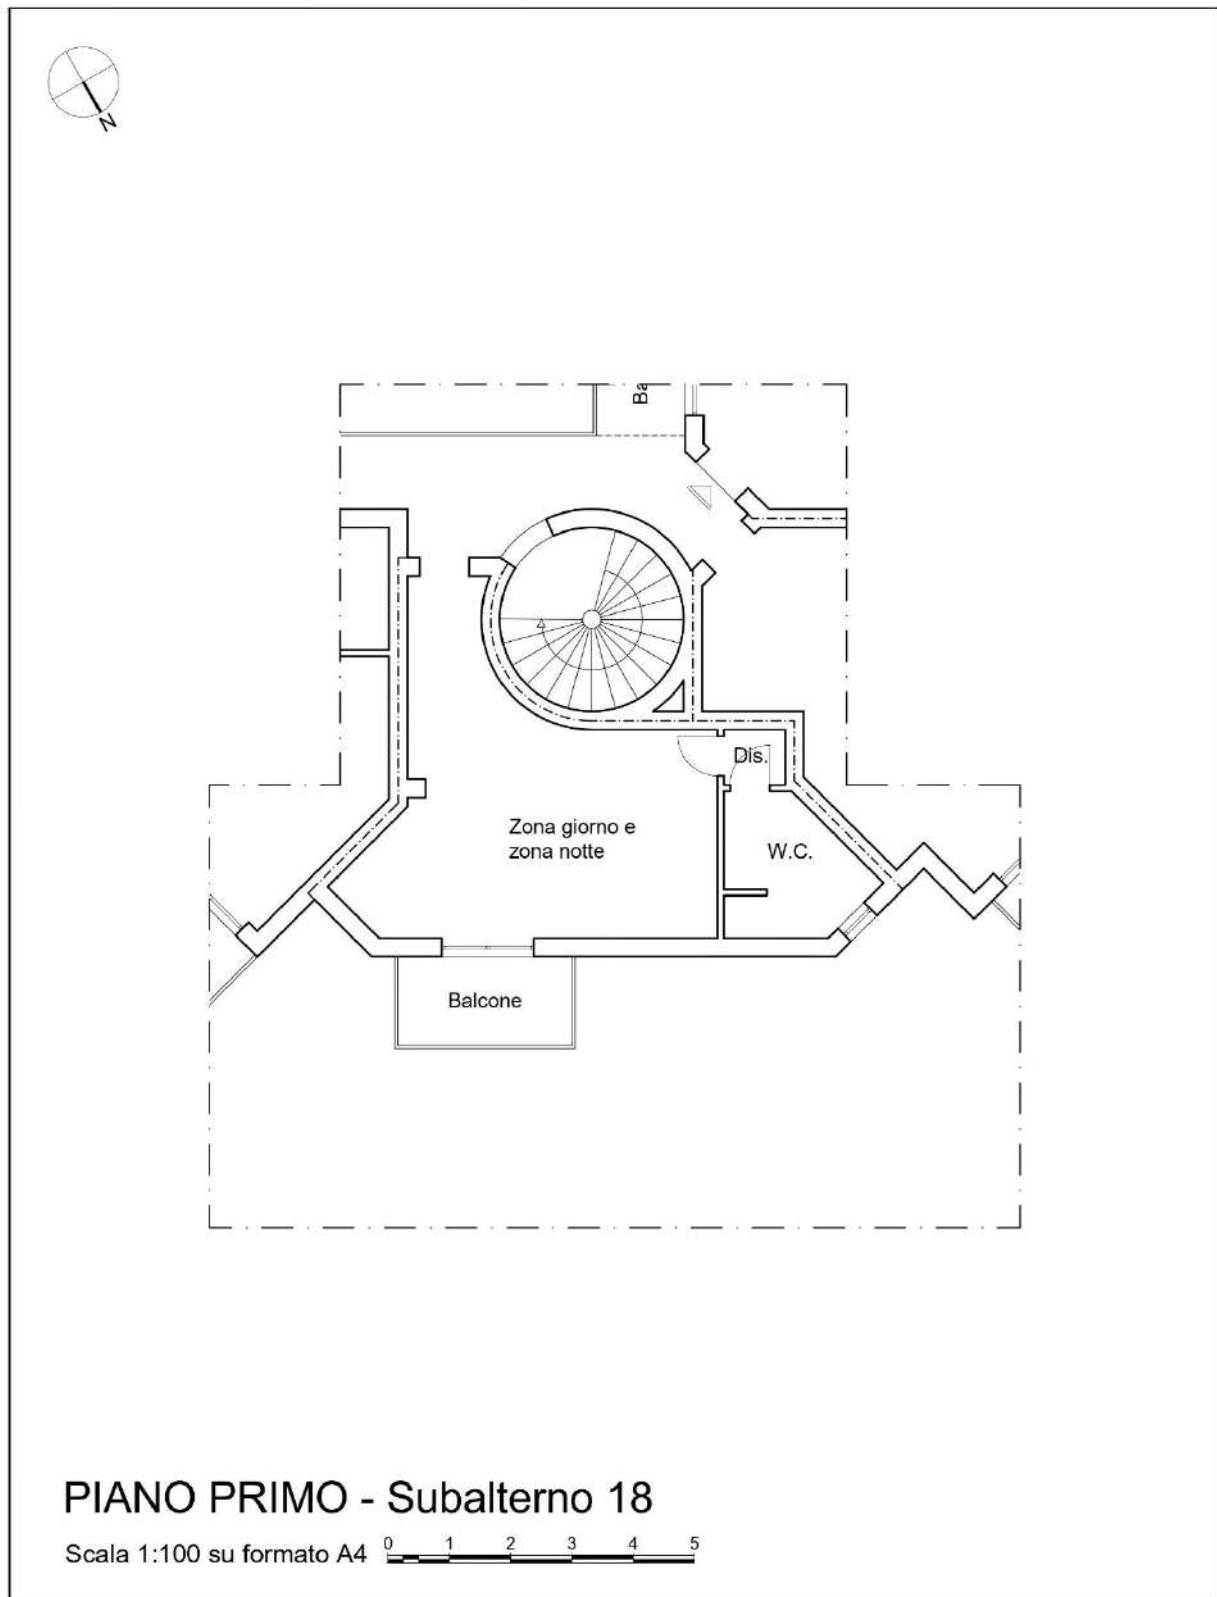 N
Ba
Dis.
Zona giorno e
zona notte
W.C.
Balcone
PIANO PRIMO - Subalterno 18
Scala 1:100 su formato A4
0 1 2 3 4 5